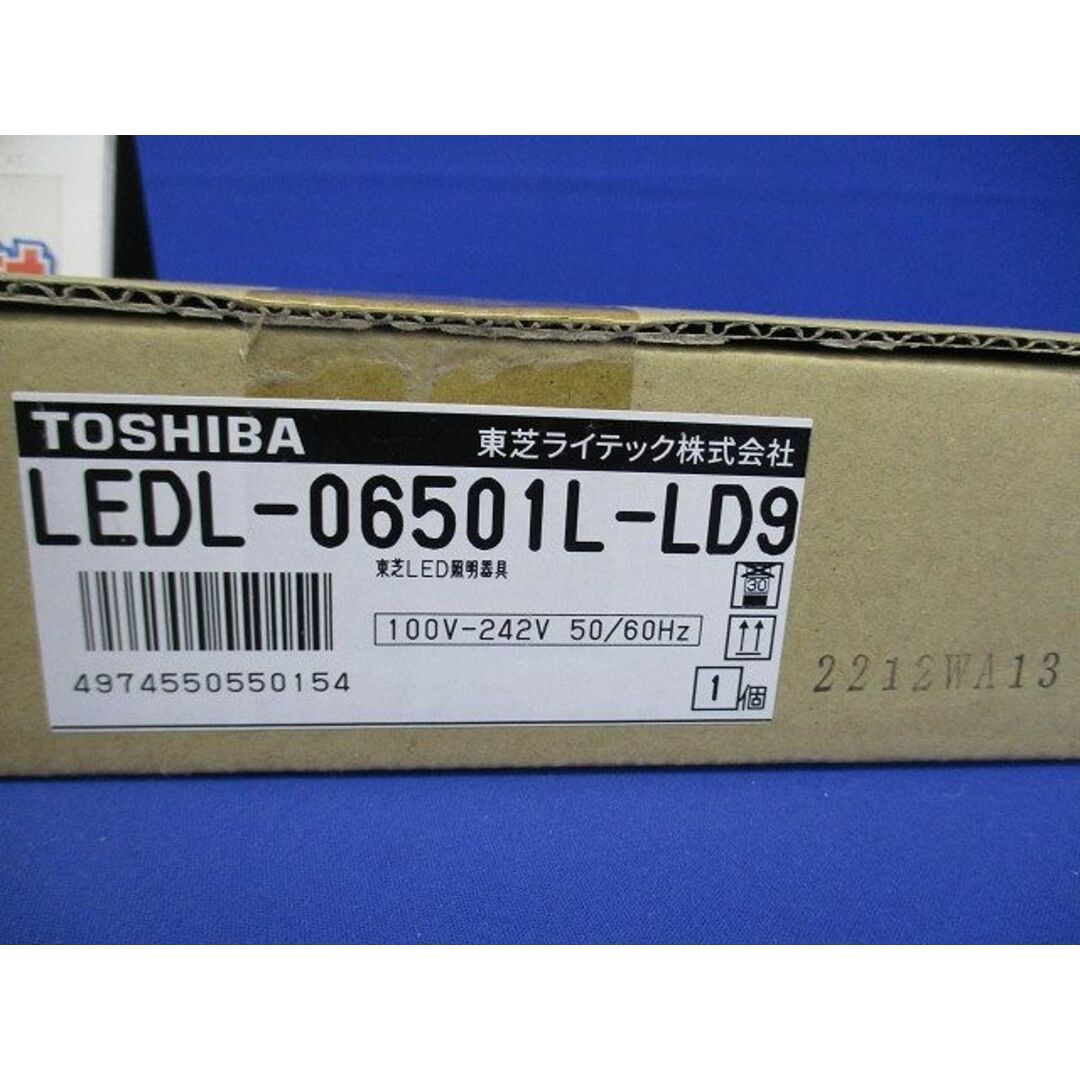 TOSHIBA 東芝ライテック株式会社
LEDL-06501L-LD9
東芝LED照明器具
30
100V-242V 50/60Hz
4974550550154
1個
2212WA13